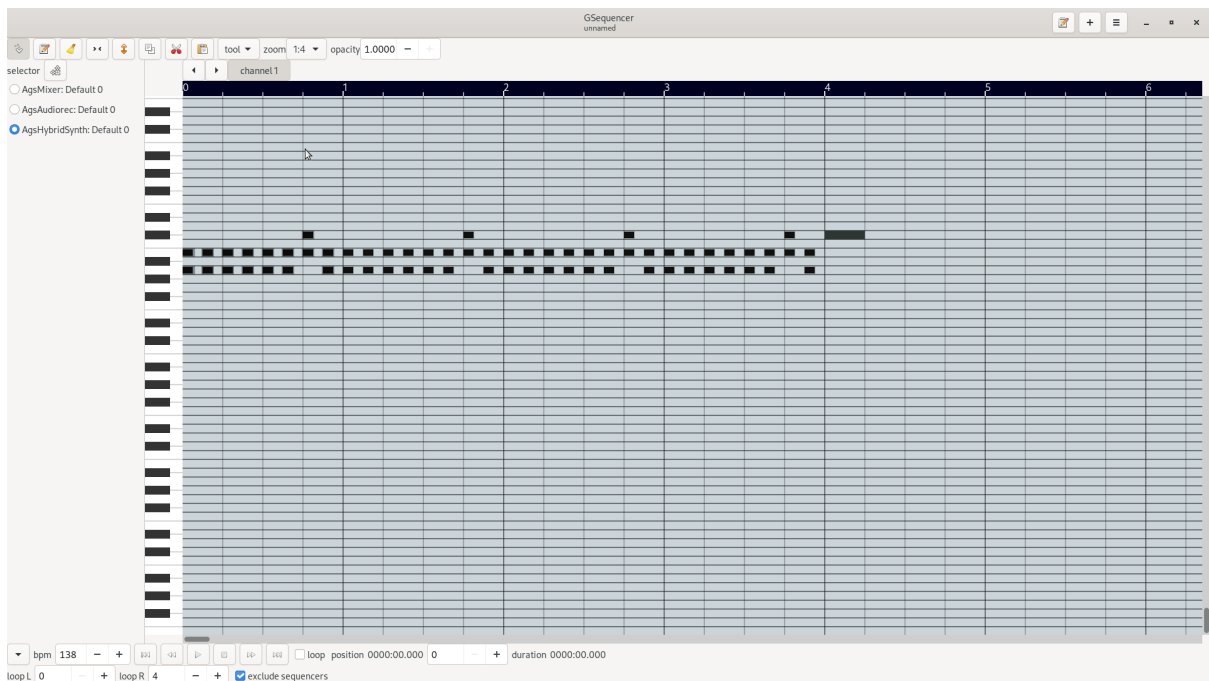 GSequencer
unnamed
tool zoom 1:4 opacity 1.0000
selector
channel 1
0 1 2 3 4 5 6
AgsMixer: Default 0
AgsAudiorec: Default 0
AgsHybridSynth: Default 0
bpm 138 loop position 0000:00.000 0 duration 0000:00.000
loop L 0 loop R 4 exclude sequencers